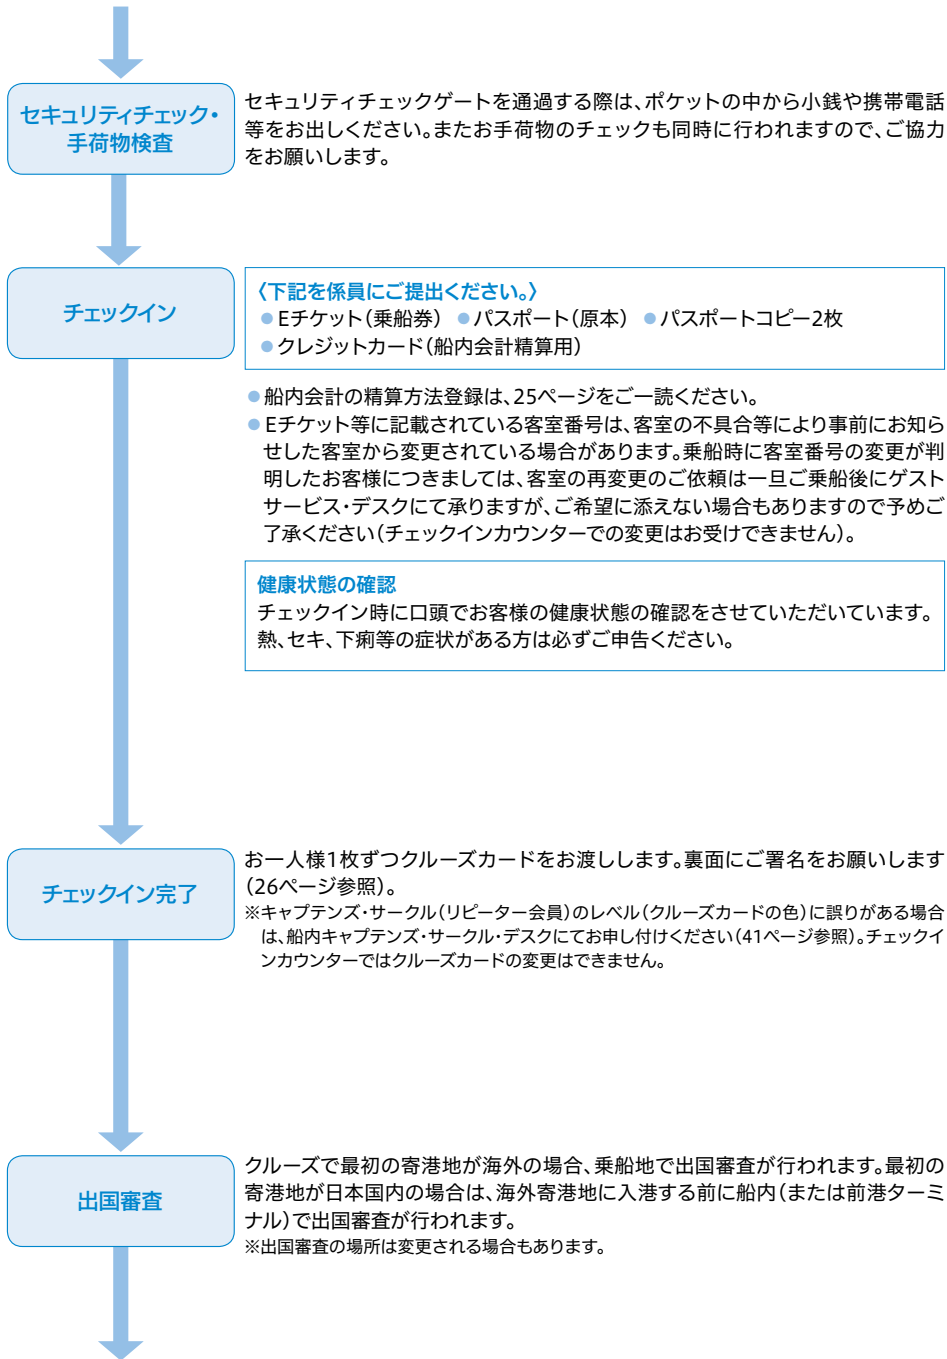 セキュリティチェック・
手荷物検査
セキュリティチェックゲートを通過する際は、ポケットの中から小銭や携帯電話
等をお出しください。またお手荷物のチェックも同時に行われますので、ご協力
をお願いします。
チェックイン
〈下記を係員にご提出ください。〉
●Eチケット（乗船券） ●パスポート（原本） ●パスポートコピー2枚
●クレジットカード（船内会計精算用）
●船内会計の精算方法登録は、25ページをご一読ください。
●Eチケット等に記載されている客室番号は、客室の不具合等により事前にお知ら
せした客室から変更されている場合があります。乗船時に客室番号の変更が判
明したお客様につきましては、客室の再変更のご依頼は一旦ご乗船後にゲスト
サービス・デスクにて承りますが、ご希望に添えない場合もありますので予めご
了承ください（チェックインカウンターでの変更はお受けできません）。
健康状態の確認
チェックイン時に口頭でお客様の健康状態の確認をさせていただいています。
熱、セキ、下痢等の症状がある方は必ずご申告ください。
チェックイン完了
お一人様1枚ずつクルーズカードをお渡しします。裏面にご署名をお願いします
（26ページ参照）。
※キャプテンズ・サークル（リピーター会員）のレベル（クルーズカードの色）に誤りがある場合
は、船内キャプテンズ・サークル・デスクにてお申し付けください（41ページ参照）。チェックイ
ンカウンターではクルーズカードの変更はできません。
出国審査
クルーズで最初の寄港地が海外の場合、乗船地で出国審査が行われます。最初の
寄港地が日本国内の場合は、海外寄港地に入港する前に船内（または前港ターミ
ナル）で出国審査が行われます。
※出国審査の場所は変更される場合もあります。